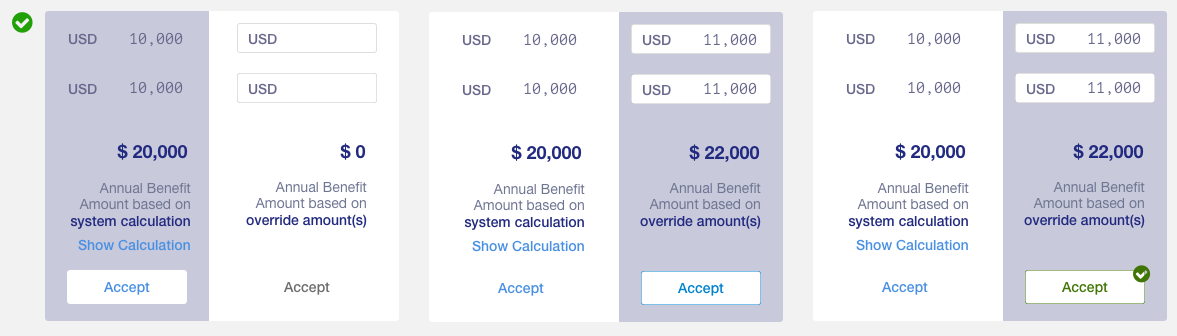 USD 10,000
USD 10,000
$ 20,000
Annual Benefit
Amount based on
system calculation
Show Calculation
Accept
USD
USD
$ 0
Annual Benefit
Amount based on
override amount(s)
Accept
USD 10,000
USD 10,000
$ 20,000
Annual Benefit
Amount based on
system calculation
Show Calculation
Accept
USD 11,000
USD 11,000
$ 22,000
Annual Benefit
Amount based on
override amount(s)
Accept
USD 10,000
USD 10,000
$ 20,000
Annual Benefit
Amount based on
system calculation
Show Calculation
Accept
USD 11,000
USD 11,000
$ 22,000
Annual Benefit
Amount based on
override amount(s)
Accept